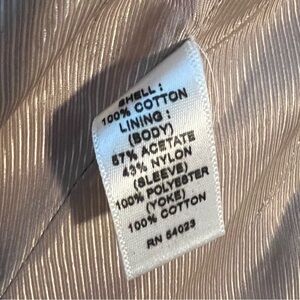 SHELL:
100% COTTON
LINING:
(BODY)
57% ACETATE
43% NYLON
(SLEEVE)
100% POLYESTER
(YOKE)
100% COTTON
RN 54023